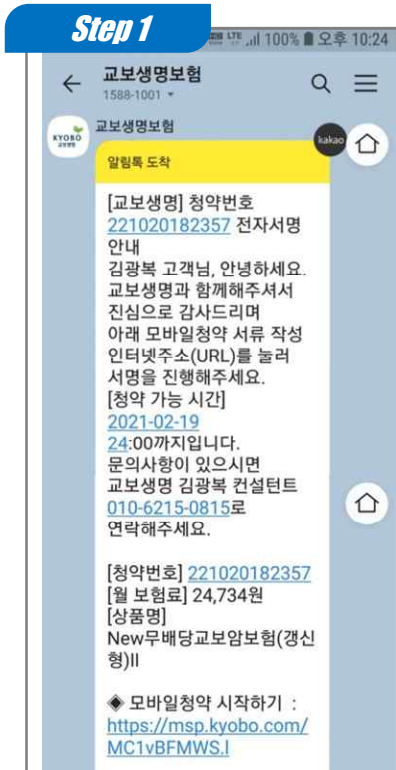 Step 1
LTE 100% 오후 10:24
교보생명보험
1588-1001
KYOBO
교보생명
교보생명보험
kakao
알림톡 도착
[교보생명] 청약번호
221020182357 전자서명
안내
김광복 고객님, 안녕하세요.
교보생명과 함께해주셔서
진심으로 감사드리며
아래 모바일청약 서류 작성
인터넷주소(URL)를 눌러
서명을 진행해주세요.
[청약 가능 시간]
2021-02-19
24:00까지입니다.
문의사항이 있으시면
교보생명 김광복 컨설턴트
010-6215-0815로
연락해주세요.
[청약번호] 221020182357
[월 보험료] 24,734원
[상품명]
New무배당교보암보험(갱신
형)II
◈ 모바일청약 시작하기 :
https://msp.kyobo.com/
MC1vBFMWS.l